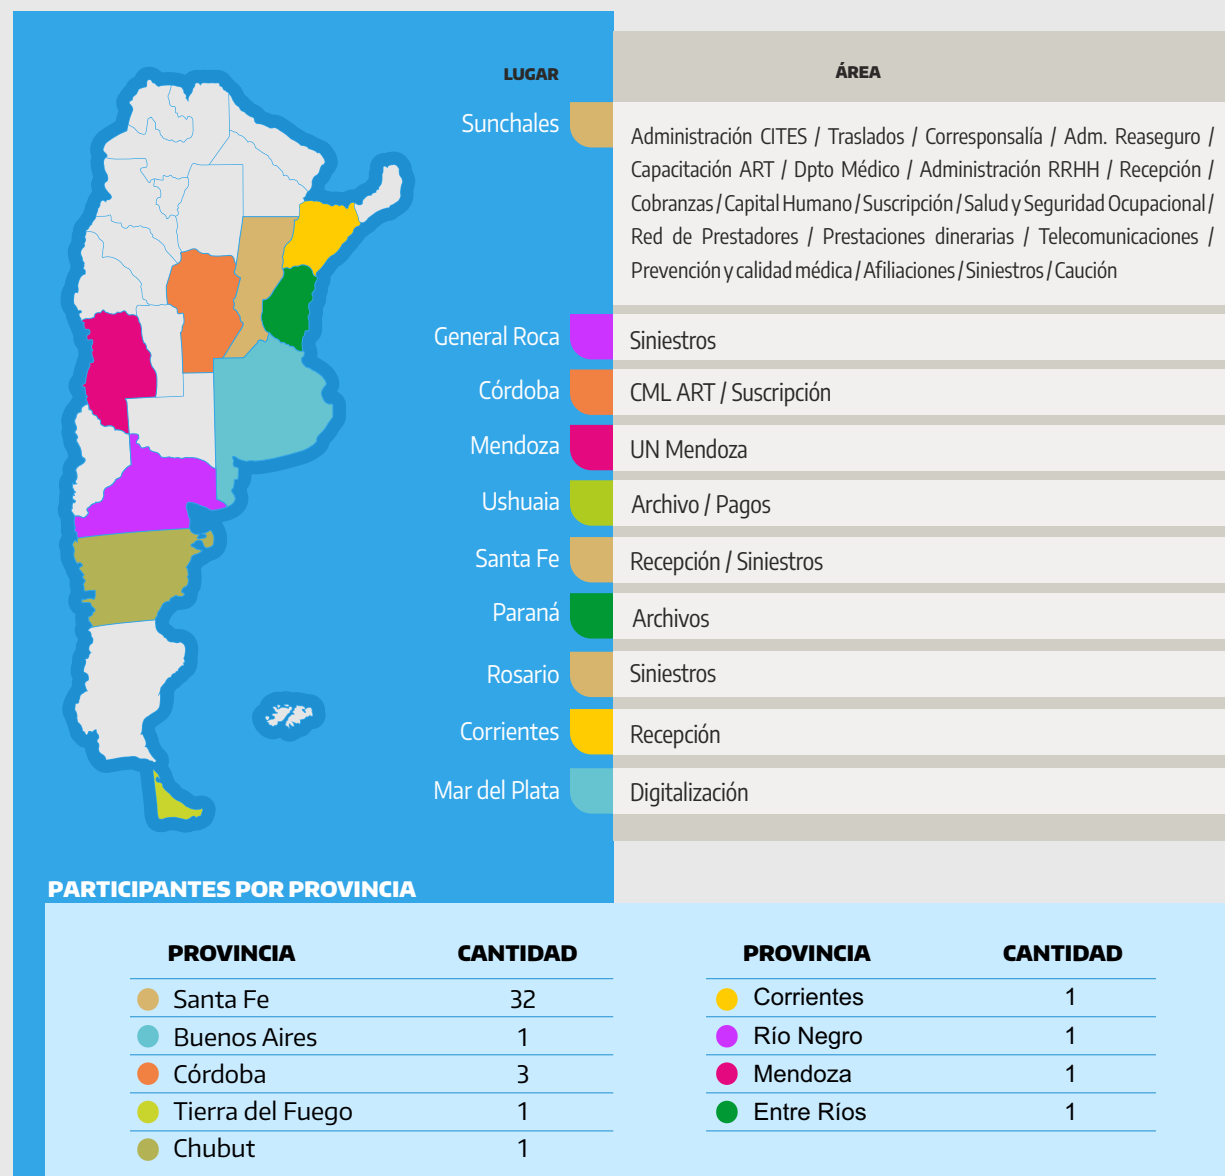 LUGAR
ÁREA
Sunchales
Administración CITES / Traslados / Corresponsalía / Adm. Reaseguro /
Capacitación ART / Dpto Médico / Administración RRHH / Recepción /
Cobranzas / Capital Humano / Suscripción / Salud y Seguridad Ocupacional /
Red de Prestadores / Prestaciones dinerarias / Telecomunicaciones /
Prevención y calidad médica / Afiliaciones / Siniestros / Caución
General Roca
Siniestros
Córdoba
CML ART / Suscripción
Mendoza
UN Mendoza
Ushuaia
Archivo / Pagos
Santa Fe
Recepción / Siniestros
Paraná
Archivos
Rosario
Siniestros
Corrientes
Recepción
Mar del Plata
Digitalización
PARTICIPANTES POR PROVINCIA
PROVINCIA CANTIDAD
Santa Fe 32
Buenos Aires 1
Córdoba 3
Tierra del Fuego 1
Chubut 1
PROVINCIA CANTIDAD
Corrientes 1
Río Negro 1
Mendoza 1
Entre Ríos 1